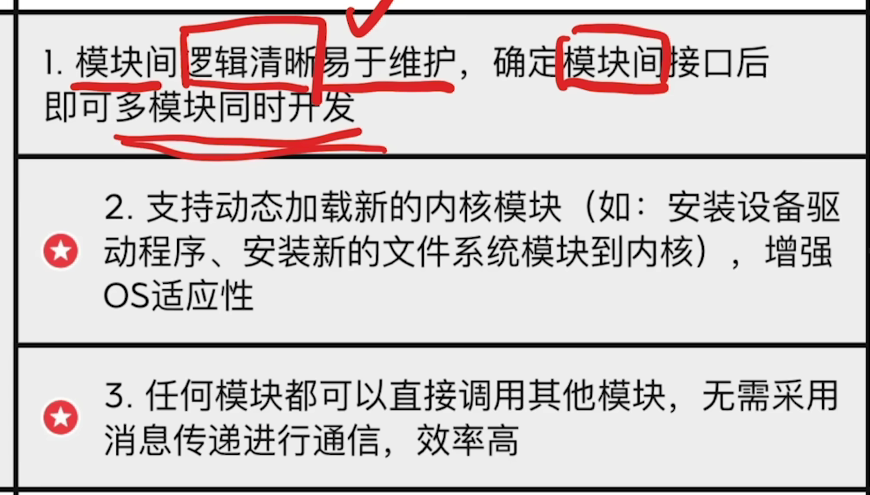 1. 模块间逻辑清晰易于维护，确定模块间接口后
即可多模块同时开发
2. 支持动态加载新的内核模块（如：安装设备驱
动程序、安装新的文件系统模块到内核），增强
OS适应性
3. 任何模块都可以直接调用其他模块，无需采用
消息传递进行通信，效率高